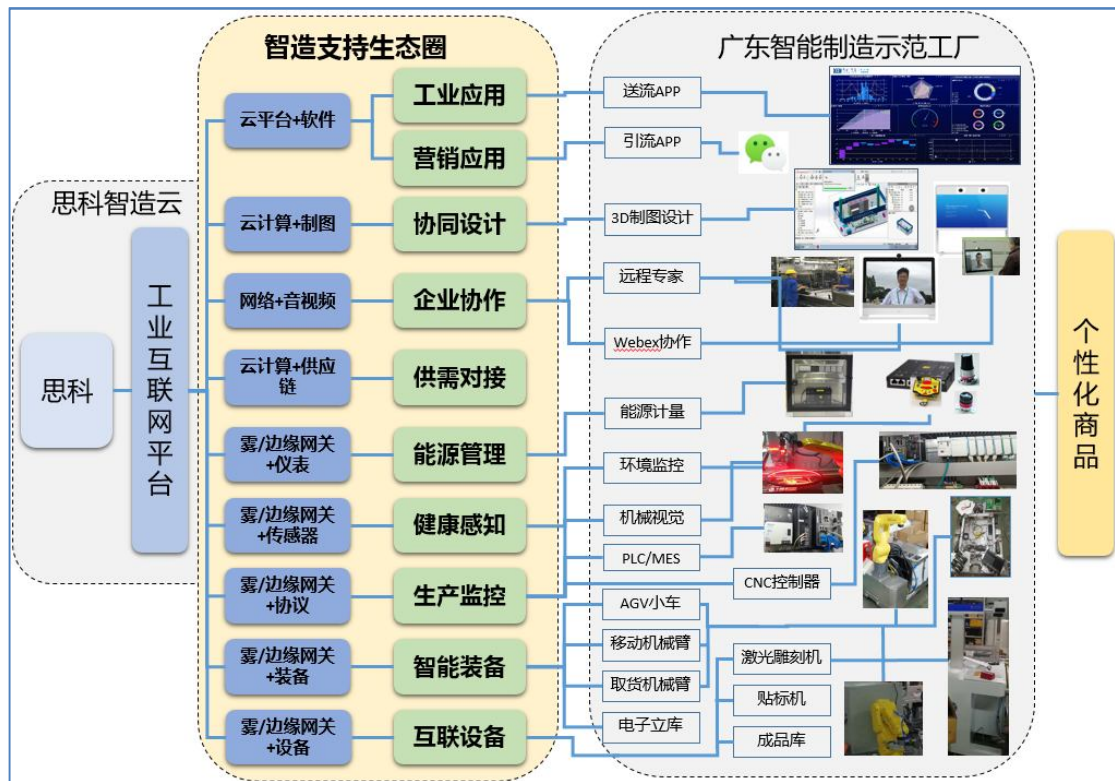 智造支持生态圈
广东智能制造示范工厂
思科智造云
思科
工业互联网平台
云平台+软件
工业应用
营销应用
云计算+制图
协同设计
网络+音视频
企业协作
云计算+供应
链
供需对接
雾/边缘网关
+仪表
能源管理
雾/边缘网关
+传感器
健康感知
雾/边缘网关
+协议
生产监控
雾/边缘网关
+装备
智能装备
雾/边缘网关
+设备
互联设备
送流APP
引流APP
3D制图设计
远程专家
Webex协作
能源计量
环境监控
机械视觉
PLC/MES
CNC控制器
AGV小车
移动机械臂
取货机械臂
电子立库
激光雕刻机
贴标机
成品库
个性化商品